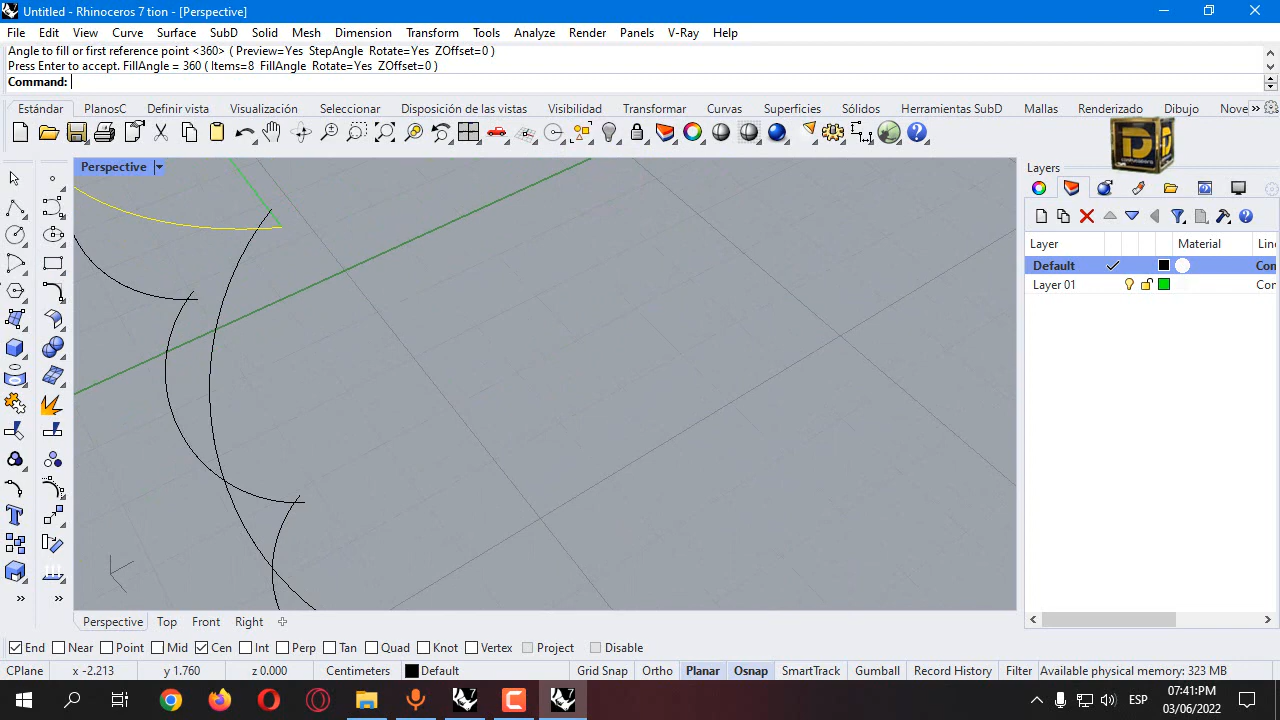 Untitled - Rhinoceros 7 tion - [Perspective]
File Edit View Curve Surface SubD Solid Mesh Dimension Transform Tools Analyze Render Panels V-Ray Help
Angle to fill or first reference point <360> ( Preview=Yes StepAngle Rotate=Yes ZOffset=0 )
Press Enter to accept. FillAngle = 360 ( Items=8 FillAngle Rotate=Yes ZOffset=0 )
Command:
Estándar PlanosC Definir vista Visualización Seleccionar Disposición de las vistas Visibilidad Transformar Curvas Superficies Sólidos Herramientas SubD Mallas Renderizado Dibujo Nove »
Perspective
Layers
Layer Material Line
Default Con
Layer 01 Con
Perspective Top Front Right
End Near Point Mid Cen Int Perp Tan Quad Knot Vertex Project Disable
CPlane x -2.213 y 1.760 z 0.000 Centimeters Default Grid Snap Ortho Planar Osnap SmartTrack Gumball Record History Filter Available physical memory: 323 MB
ESP
07:41:PM
03/06/2022